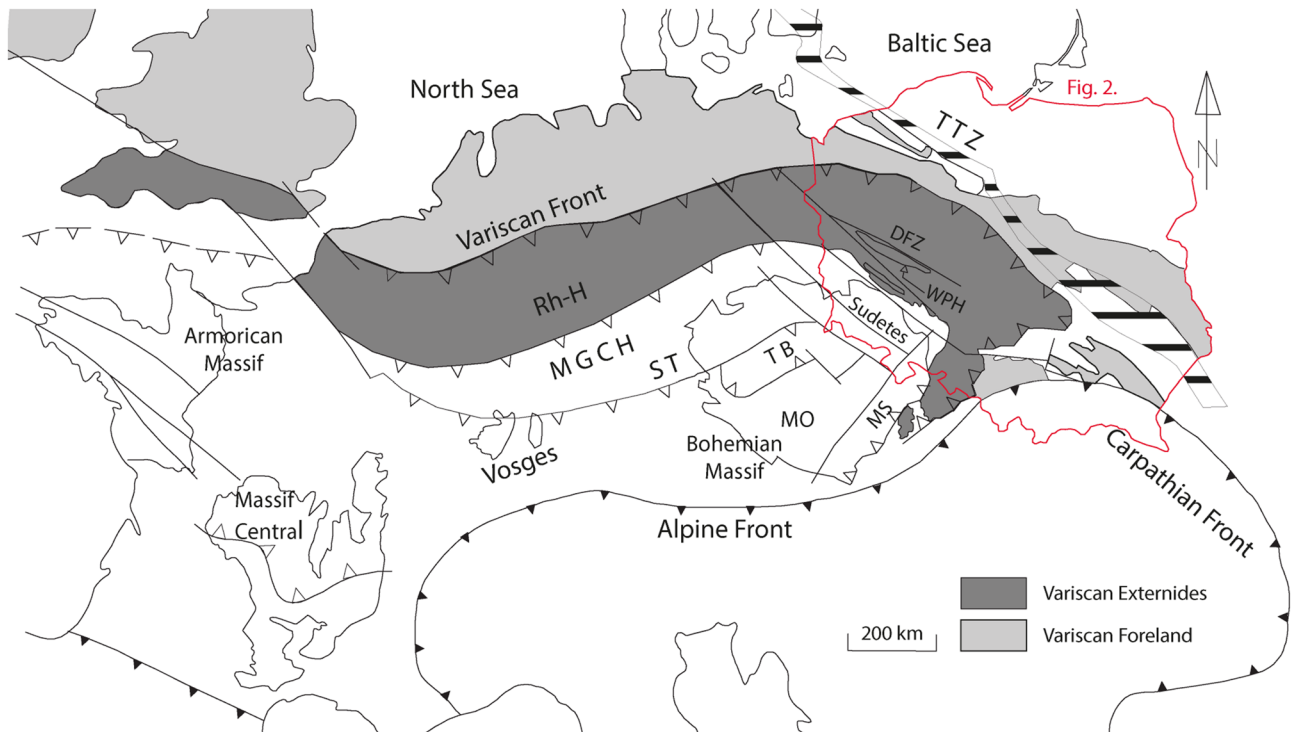 Baltic Sea
North Sea
Fig. 2.
TTZ
N
Variscan Front
DFZ
WPH
Rh-H
Sudetes
Armorican
Massif
MGCH
ST
TB
MS
MO
Bohemian
Massif
Vosges
Carpathian Front
Massif
Central
Alpine Front
Variscan Externides
200 km
Variscan Foreland